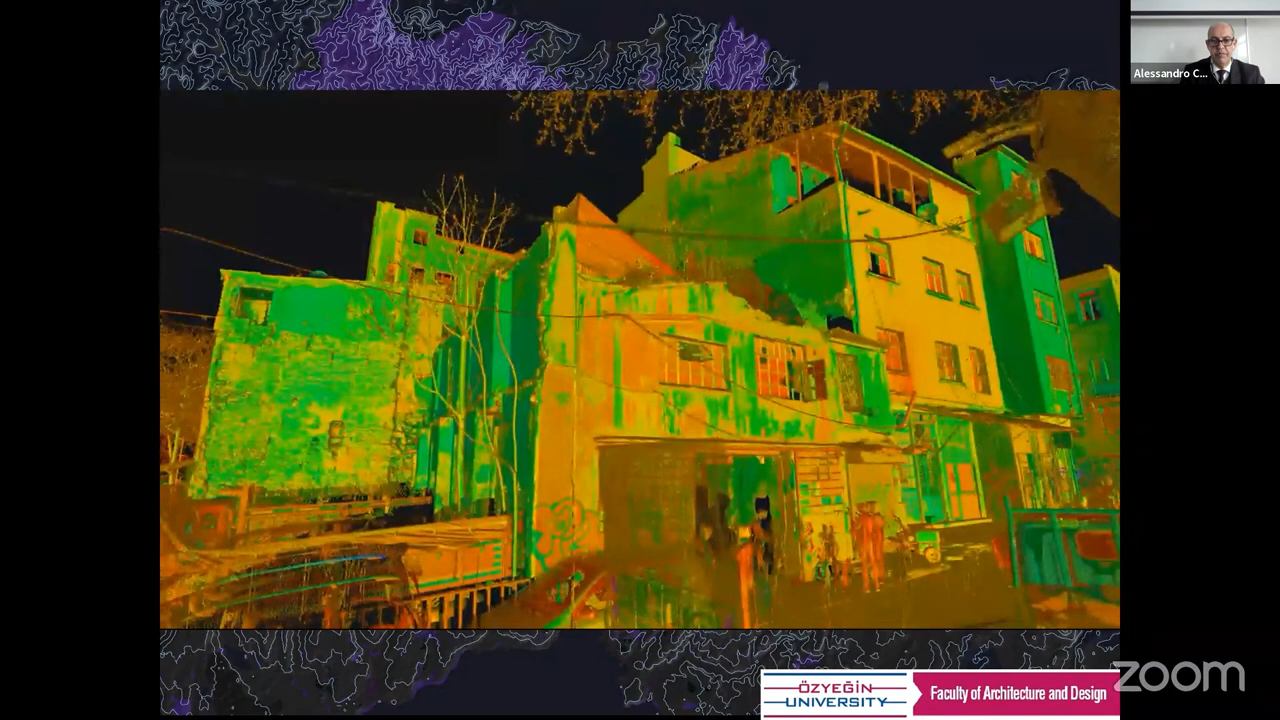 Alessandro C...
ÖZYEĞİN
UNIVERSITY
Faculty of Architecture and Design
zoom